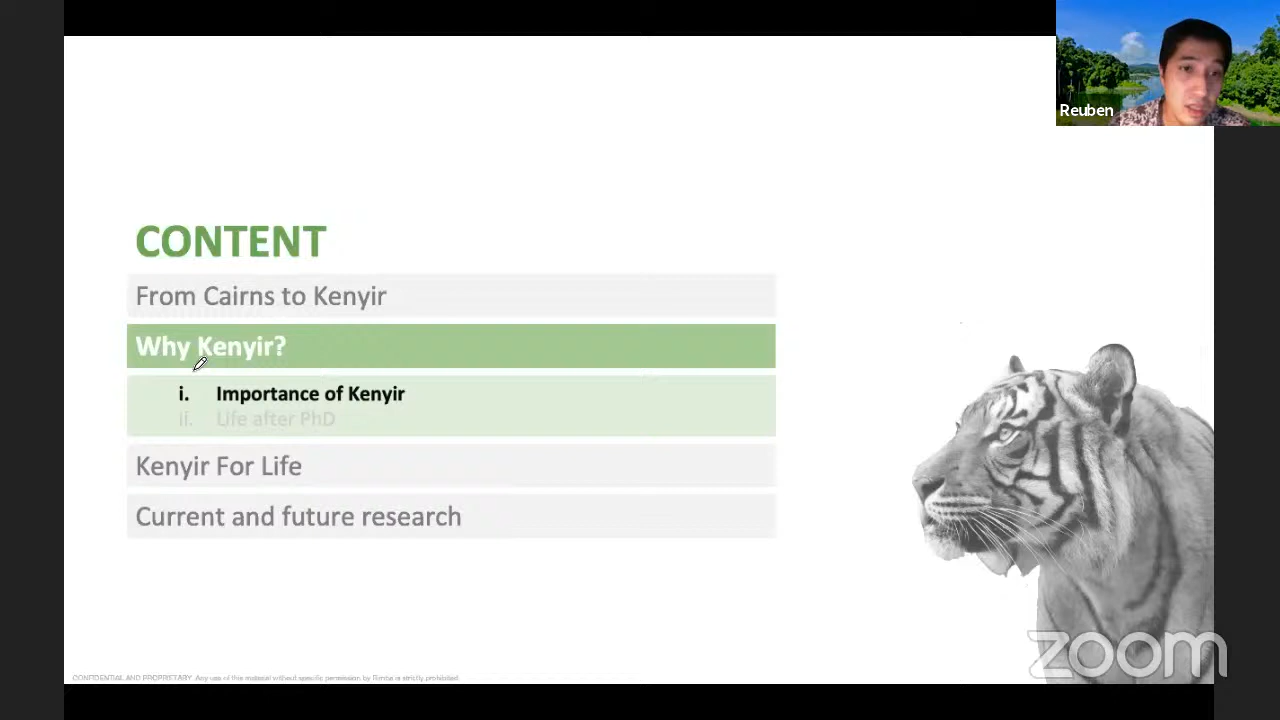 Reuben
CONTENT
From Cairns to Kenyir
Why Kenyir?
i. Importance of Kenyir
ii. Life after PhD
Kenyir For Life
Current and future research
zoom
CONFIDENTIAL AND PROPRIETARY. Any use of this material without specific permission by Rimba is strictly prohibited.